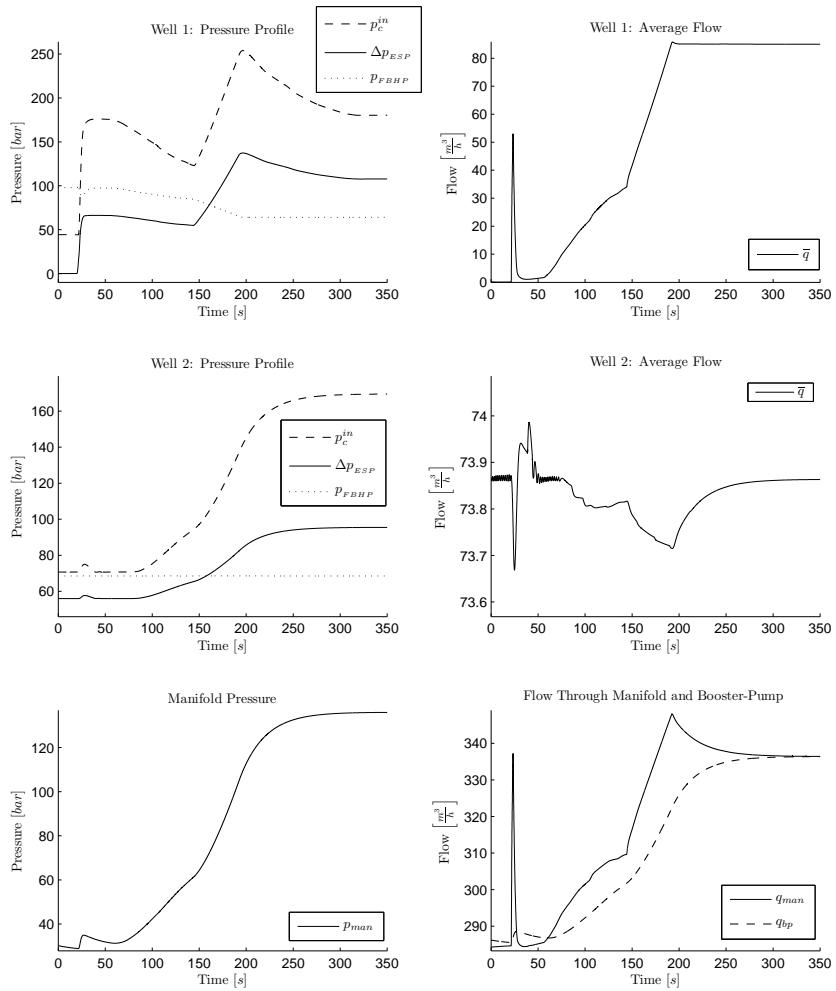 Well 1: Pressure Profile
p_c^in
Δp_ESP
p_FBHP
Pressure [bar]
250
200
150
100
50
0
0 50 100 150 200 250 300 350
Time [s]
Well 1: Average Flow
Flow [m³/h]
80
70
60
50
40
30
20
10
0
q̅
0 50 100 150 200 250 300 350
Time [s]
Well 2: Pressure Profile
Pressure [bar]
160
140
120
100
80
60
p_c^in
Δp_ESP
p_FBHP
0 50 100 150 200 250 300 350
Time [s]
Well 2: Average Flow
q̅
Flow [m³/h]
74
73.9
73.8
73.7
73.6
0 50 100 150 200 250 300 350
Time [s]
Manifold Pressure
Pressure [bar]
120
100
80
60
40
p_man
0 50 100 150 200 250 300 350
Time [s]
Flow Through Manifold and Booster-Pump
Flow [m³/h]
340
330
320
310
300
290
q_man
q_bp
0 50 100 150 200 250 300 350
Time [s]